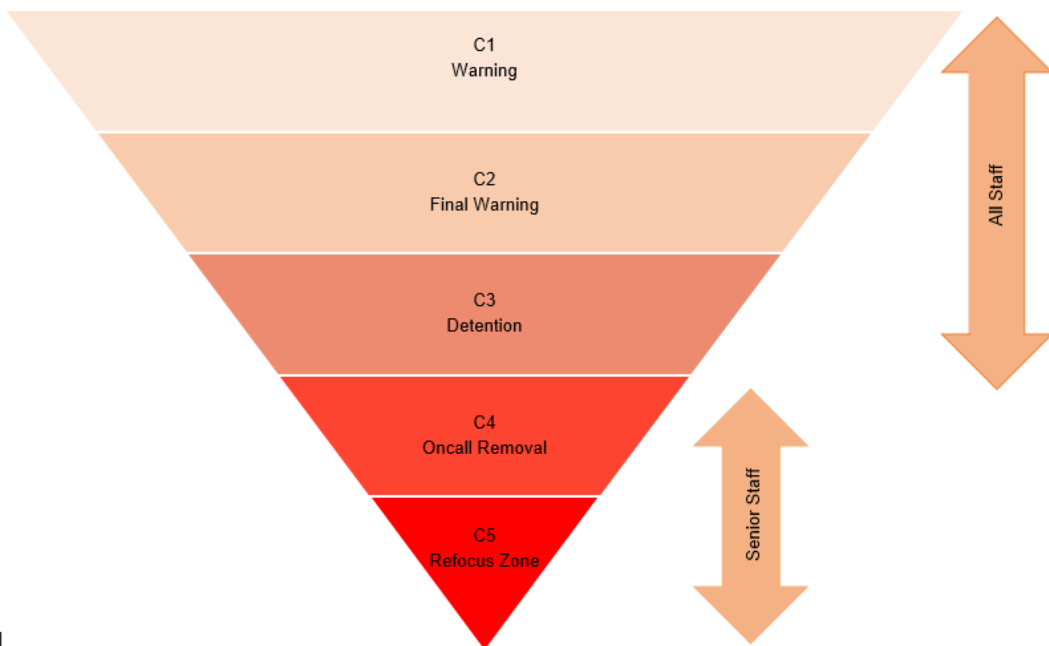 C1
Warning
C2
Final Warning
C3
Detention
C4
Oncall Removal
C5
Refocus Zone
All Staff
Senior Staff